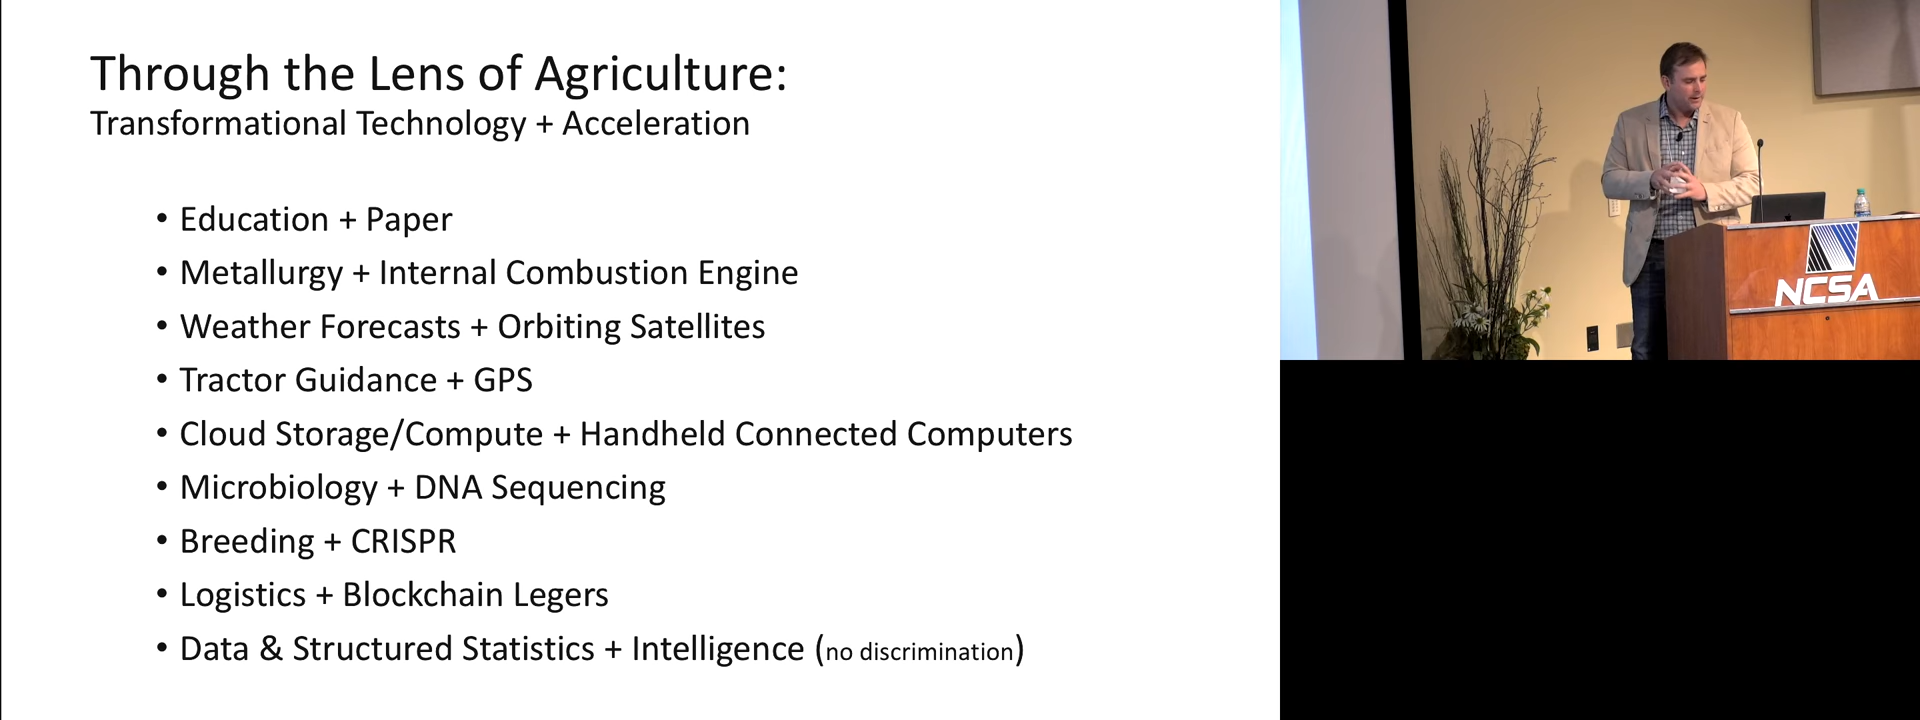 Through the Lens of Agriculture:
Transformational Technology + Acceleration
• Education + Paper
• Metallurgy + Internal Combustion Engine
• Weather Forecasts + Orbiting Satellites
• Tractor Guidance + GPS
• Cloud Storage/Compute + Handheld Connected Computers
• Microbiology + DNA Sequencing
• Breeding + CRISPR
• Logistics + Blockchain Legers
• Data & Structured Statistics + Intelligence (no discrimination)
NCSA